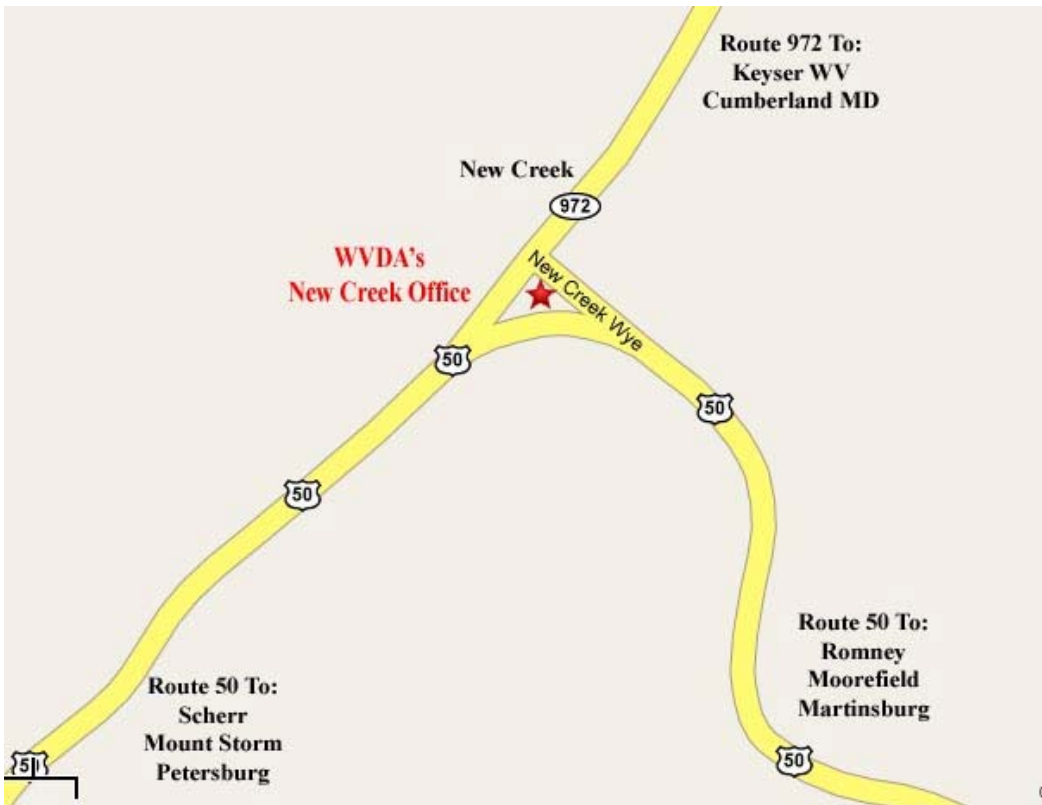 Route 972 To:
Keyser WV
Cumberland MD
New Creek
972
WVDA's
New Creek Office
New Creek Wye
50
50
50
Route 50 To:
Romney
Moorefield
Martinsburg
Route 50 To:
Scherr
Mount Storm
Petersburg
50